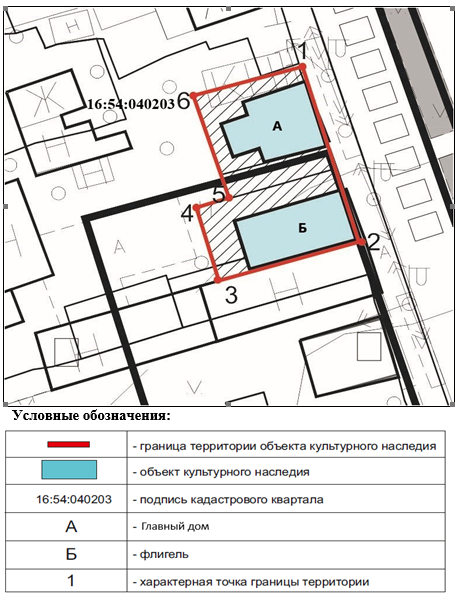 1
16:54:040203
6
А
5
4
Б
2
3
Ж
Н
А
Условные обозначения:
- граница территории объекта культурного наследия
- объект культурного наследия
16:54:040203 - подпись кадастрового квартала
А - Главный дом
Б - флигель
1 - характерная точка границы территории